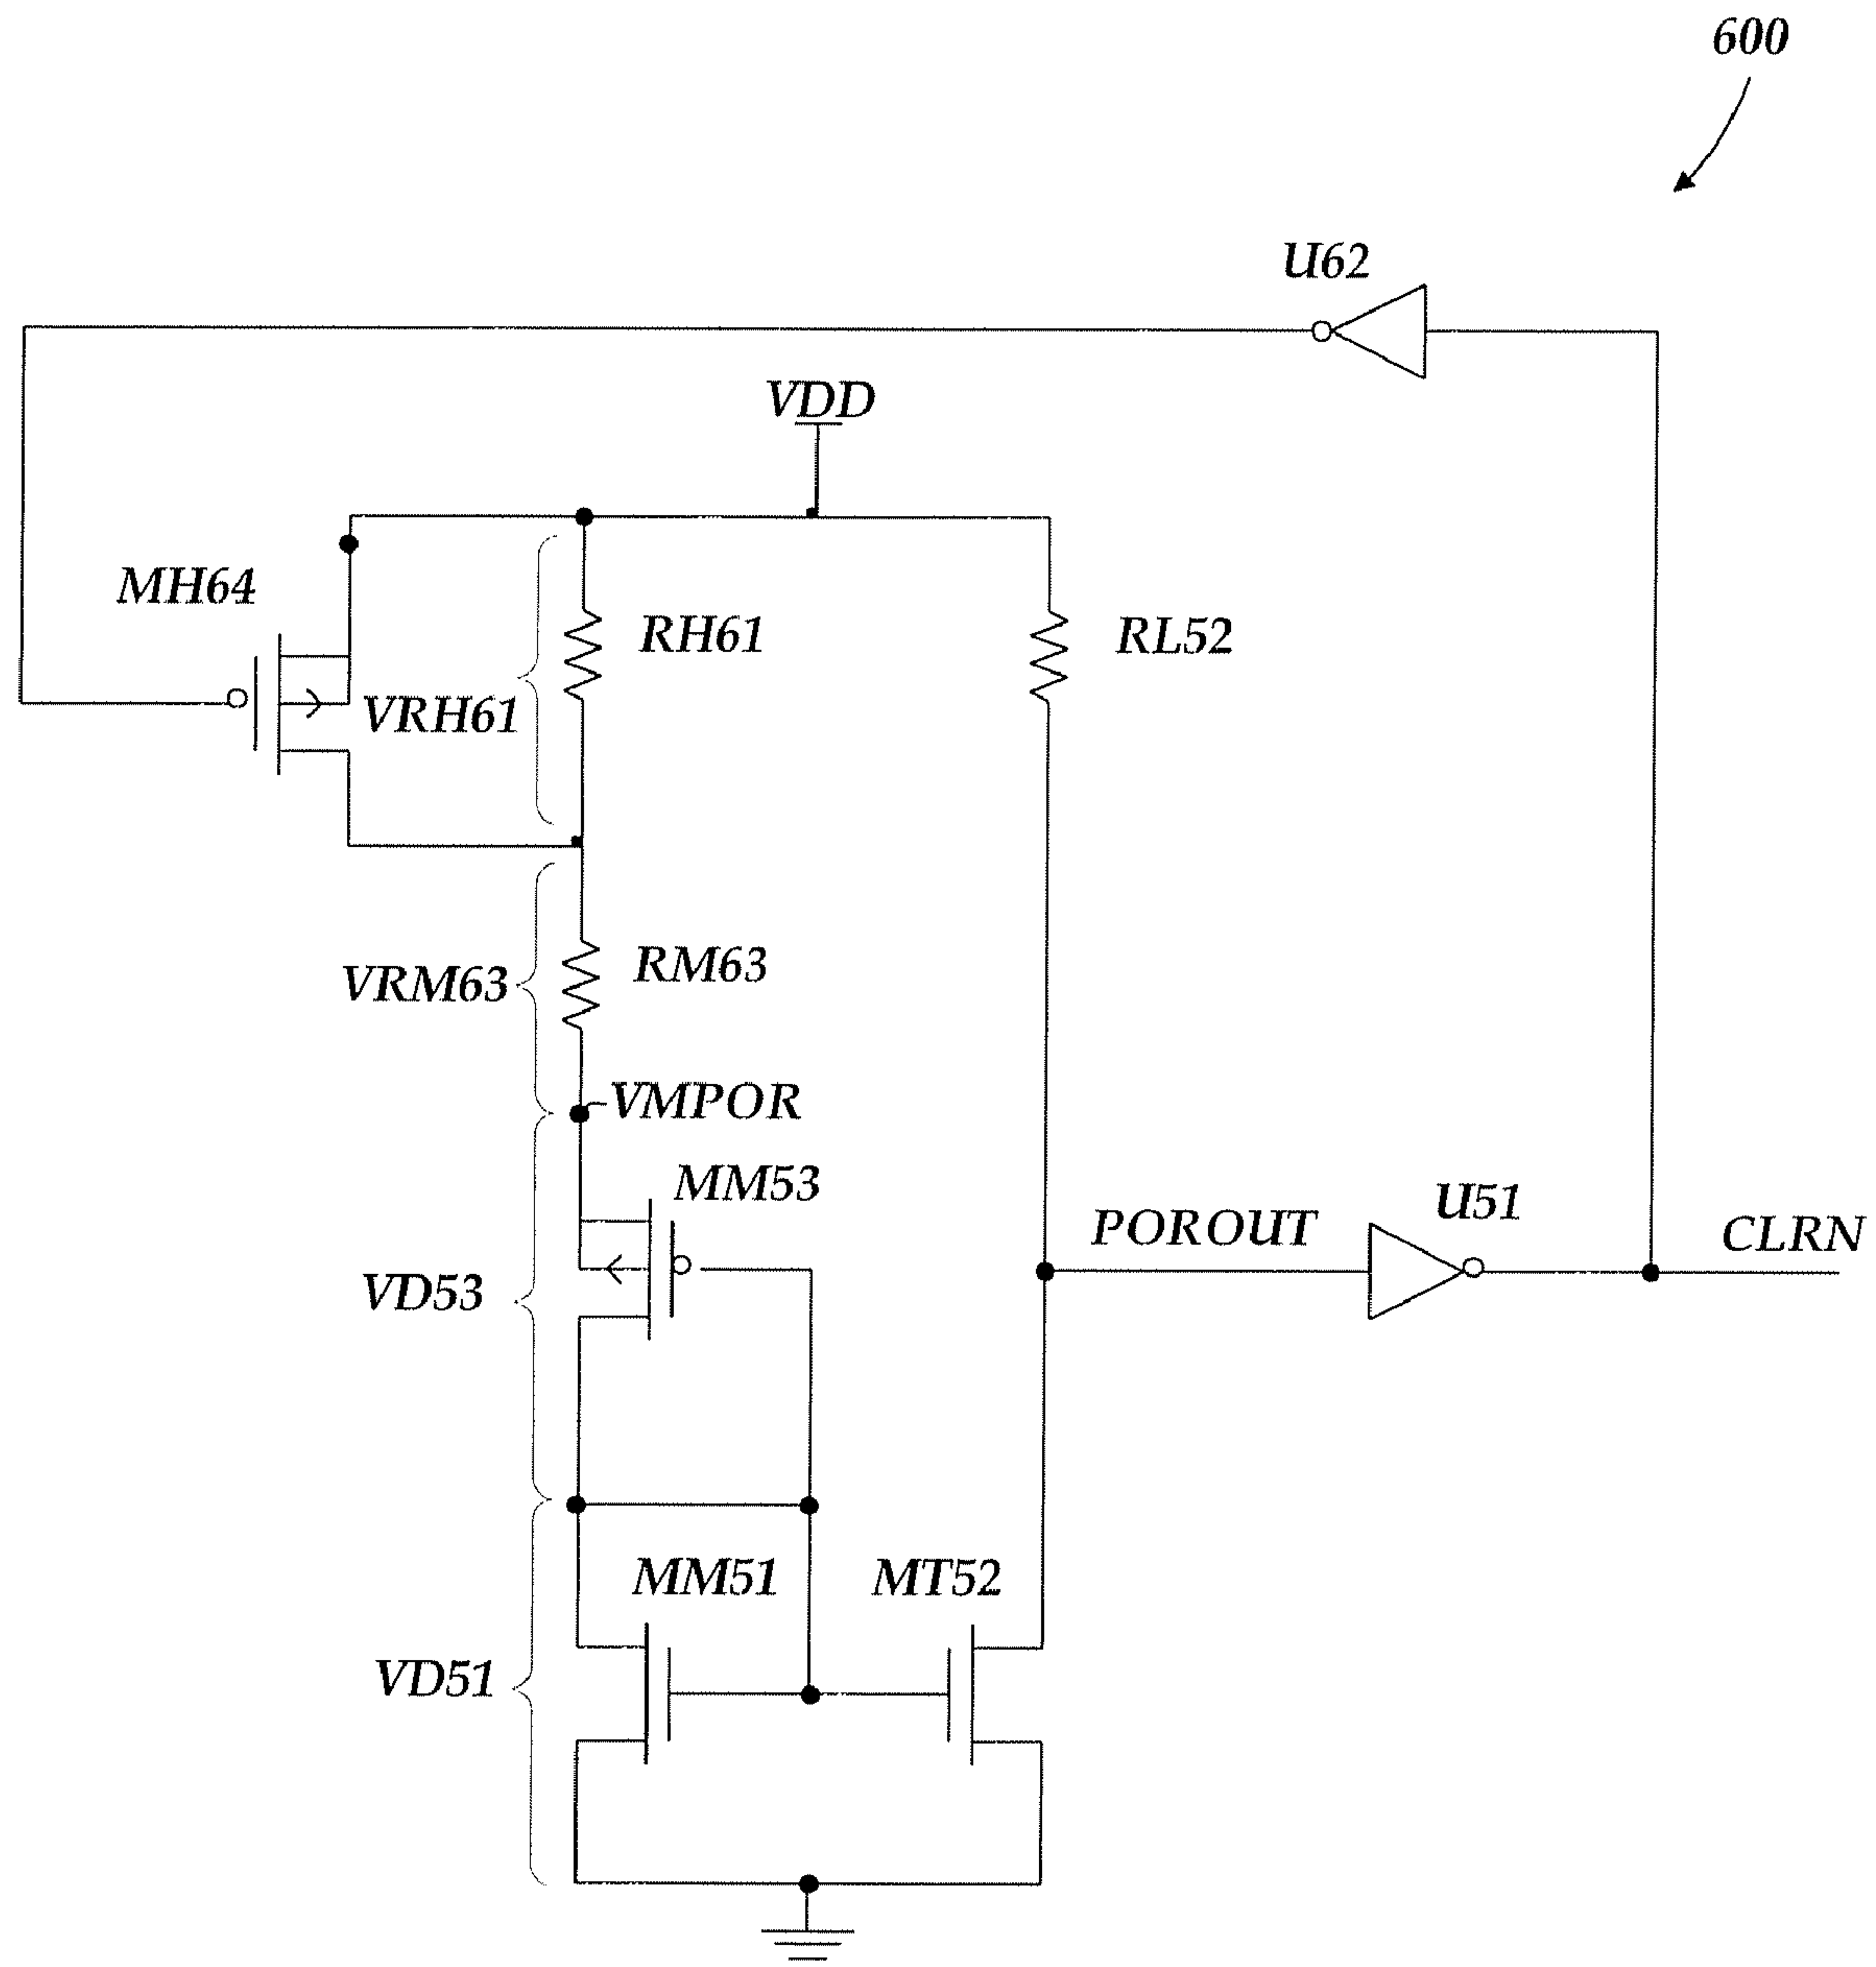 600
U62
VDD
MH64
RH61
RL52
VRH61
RM63
VRM63
VMPOR
MM53
U51
POROUT
CLRN
VD53
MM51
MT52
VD51